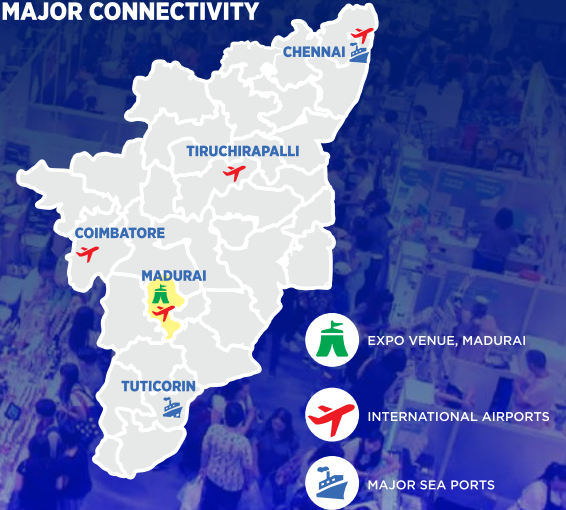 MAJOR CONNECTIVITY
CHENNAI
TIRUCHIRAPALLI
COIMBATORE
MADURAI
EXPO VENUE, MADURAI
TUTICORIN
INTERNATIONAL AIRPORTS
MAJOR SEA PORTS